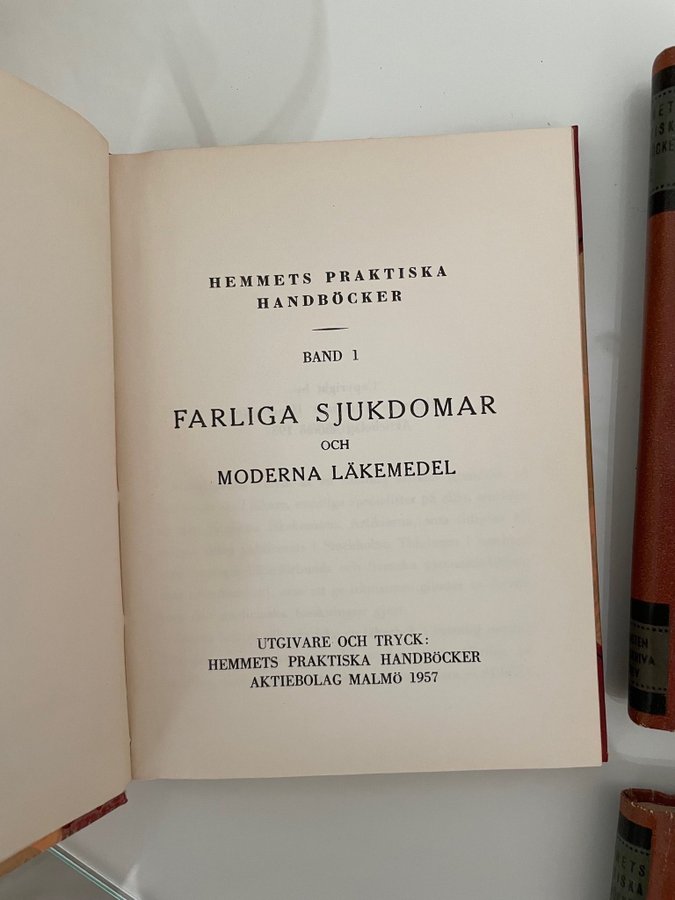 HEMMETS PRAKTISKA
HANDBÖCKER
BAND 1
FARLIGA SJUKDOMAR
OCH
MODERNA LÄKEMEDEL
UTGIVARE OCH TRYCK:
HEMMETS PRAKTISKA HANDBÖCKER
AKTIEBOLAG MALMÖ 1957